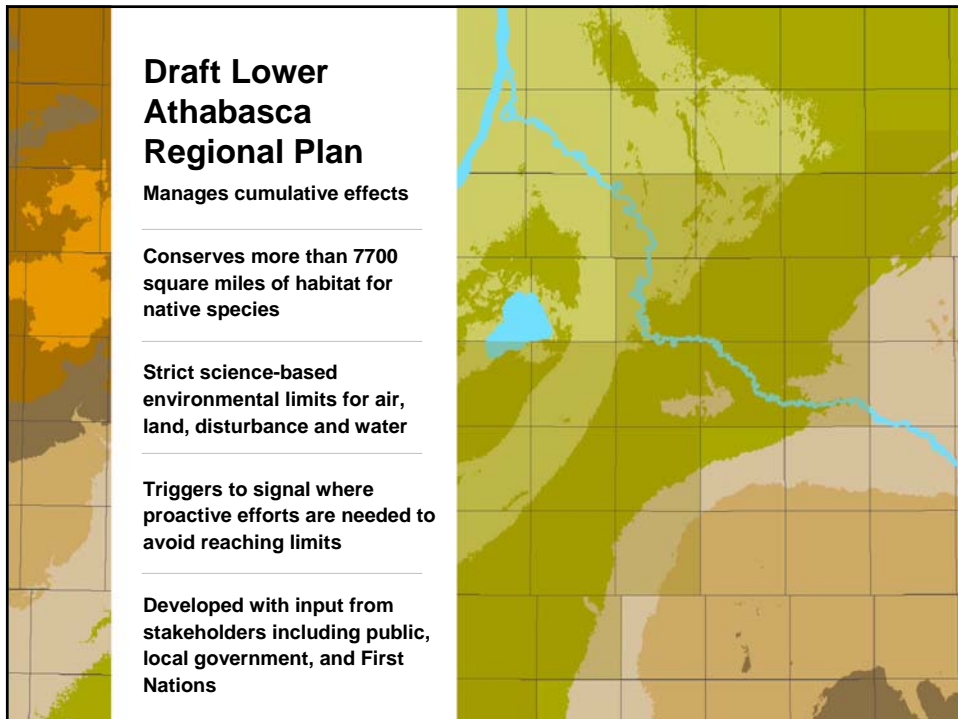 Draft Lower
Athabasca
Regional Plan
Manages cumulative effects
Conserves more than 7700
square miles of habitat for
native species
Strict science-based
environmental limits for air,
land, disturbance and water
Triggers to signal where
proactive efforts are needed to
avoid reaching limits
Developed with input from
stakeholders including public,
local government, and First
Nations